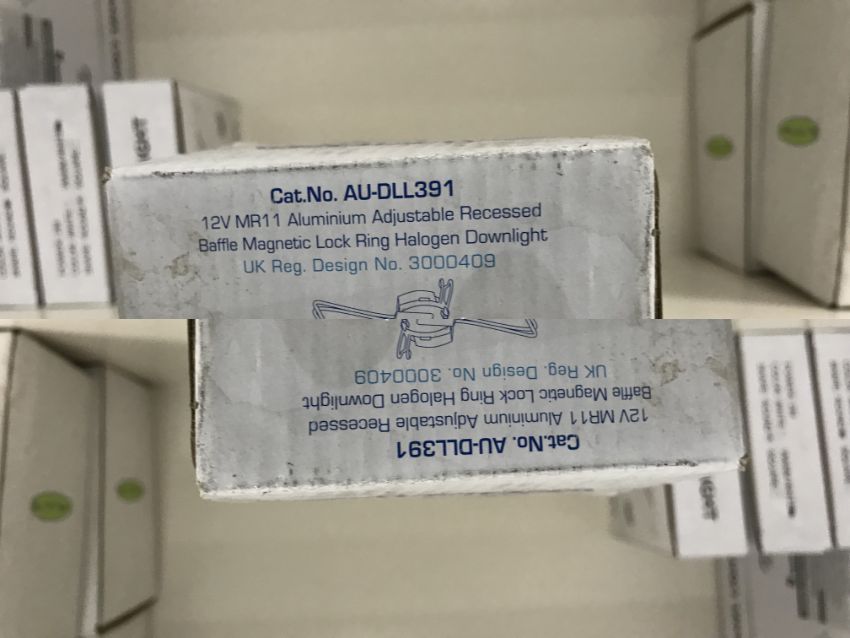 Cat.No. AU-DLL391
12V MR11 Aluminium Adjustable Recessed
Baffle Magnetic Lock Ring Halogen Downlight
UK Reg. Design No. 3000409
UK Reg. Design No. 3000409
Baffle Magnetic Lock Ring Halogen Downlight
12V MR11 Aluminium Adjustable Recessed
Cat.No. AU-DLL391